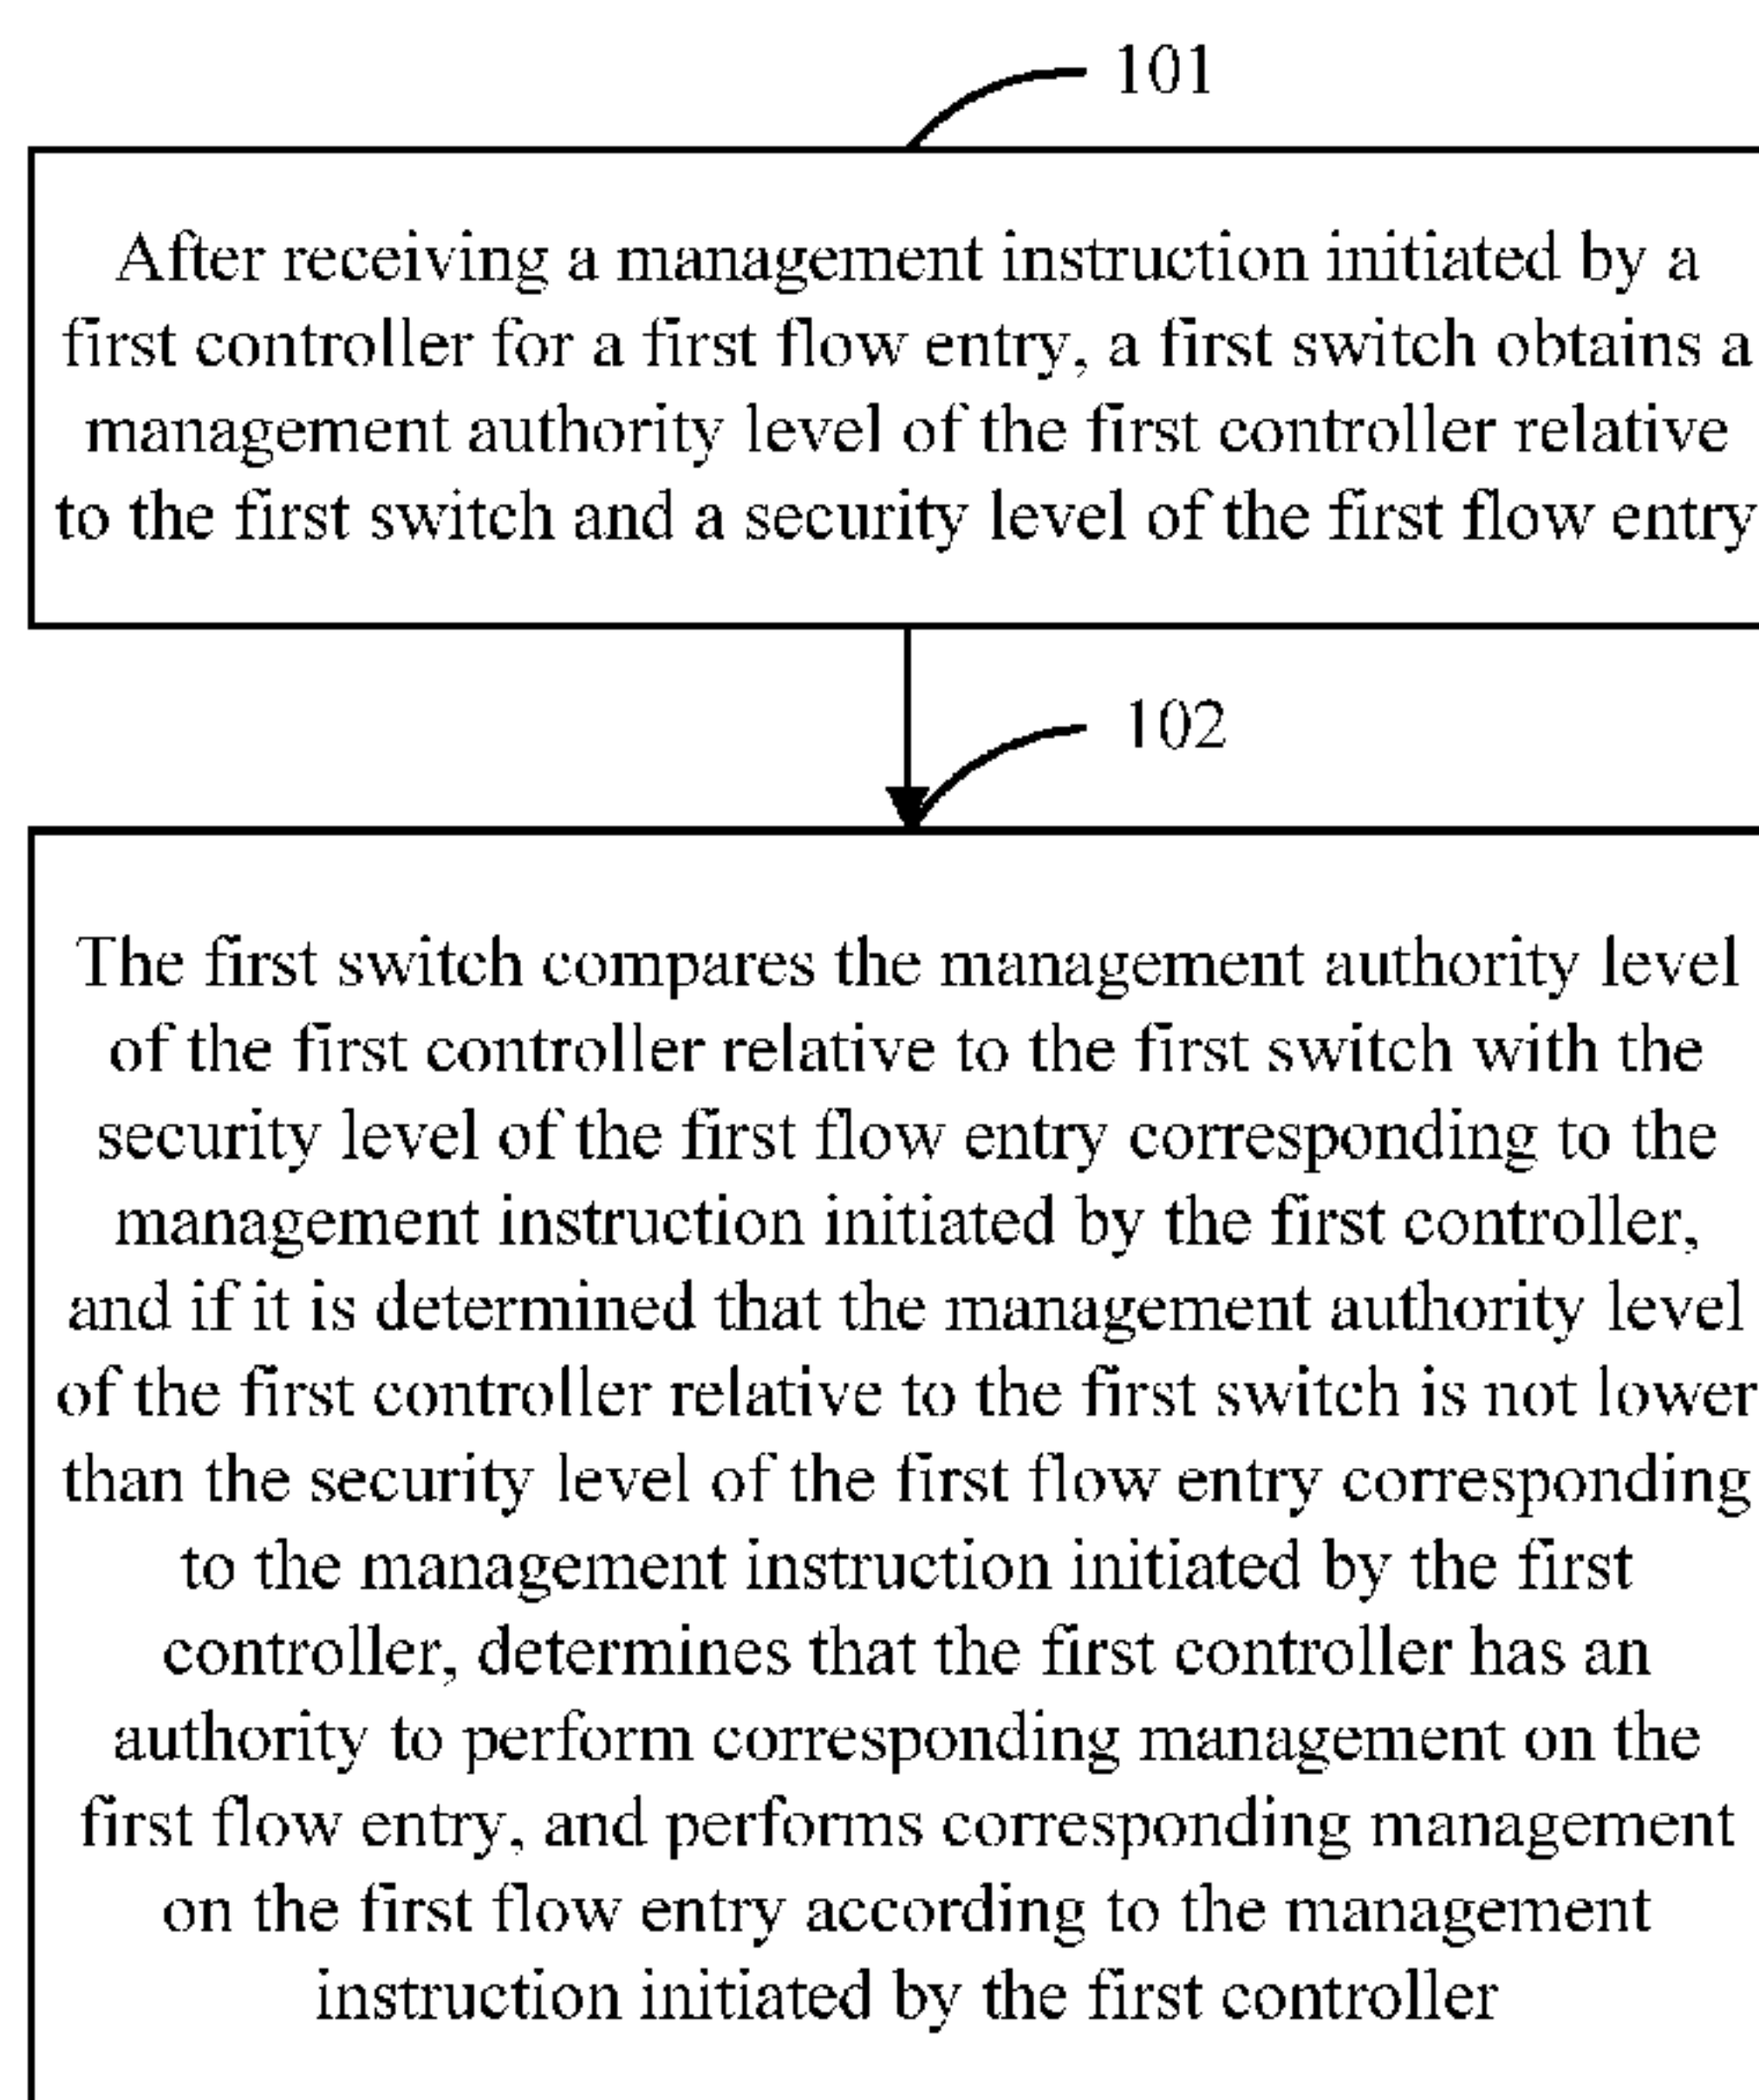 101
After receiving a management instruction initiated by a
first controller for a first flow entry, a first switch obtains a
management authority level of the first controller relative
to the first switch and a security level of the first flow entry
102
The first switch compares the management authority level
of the first controller relative to the first switch with the
security level of the first flow entry corresponding to the
management instruction initiated by the first controller,
and if it is determined that the management authority level
of the first controller relative to the first switch is not lower
than the security level of the first flow entry corresponding
to the management instruction initiated by the first
controller, determines that the first controller has an
authority to perform corresponding management on the
first flow entry, and performs corresponding management
on the first flow entry according to the management
instruction initiated by the first controller